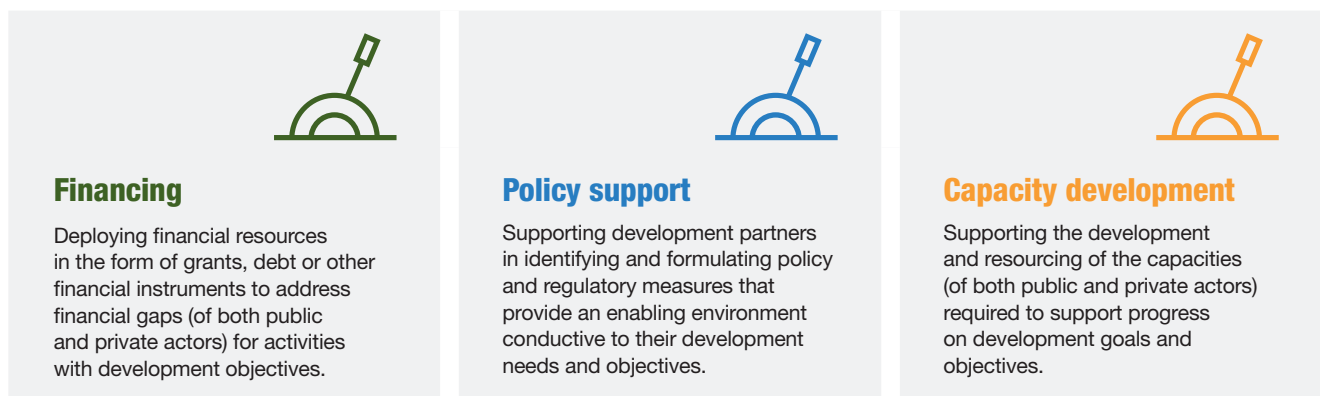 Financing
Deploying financial resources
in the form of grants, debt or other
financial instruments to address
financial gaps (of both public
and private actors) for activities
with development objectives.
Policy support
Supporting development partners
in identifying and formulating policy
and regulatory measures that
provide an enabling environment
conductive to their development
needs and objectives.
Capacity development
Supporting the development
and resourcing of the capacities
(of both public and private actors)
required to support progress
on development goals and
objectives.